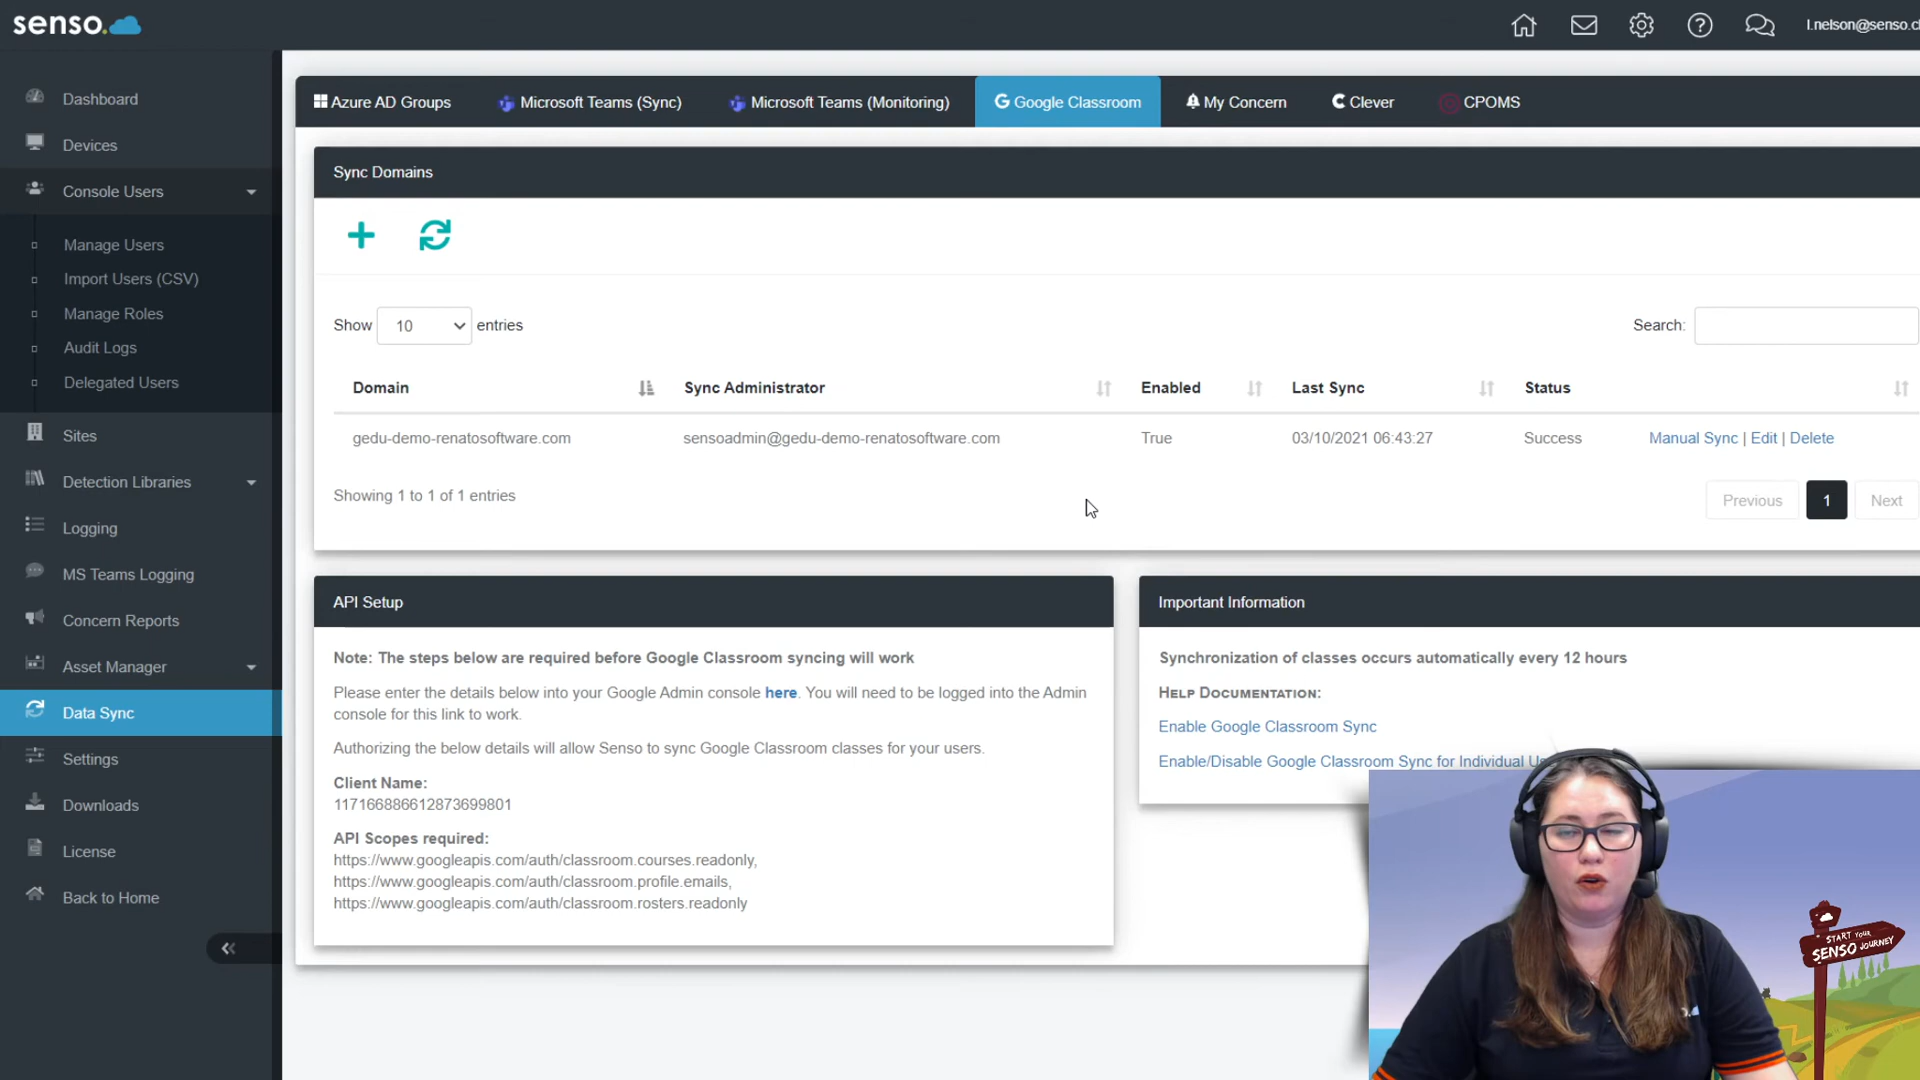 senso.
l.nelson@senso.cl
Dashboard
Devices
Console Users
Manage Users
Import Users (CSV)
Manage Roles
Audit Logs
Delegated Users
Sites
Detection Libraries
Logging
MS Teams Logging
Concern Reports
Asset Manager
Data Sync
Settings
Downloads
License
Back to Home
Azure AD Groups Microsoft Teams (Sync) Microsoft Teams (Monitoring) Google Classroom My Concern Clever CPOMS
Sync Domains
Show 10 entries Search:
Domain Sync Administrator Enabled Last Sync Status
gedu-demo-renatosoftware.com sensoadmin@gedu-demo-renatosoftware.com True 03/10/2021 06:43:27 Success Manual Sync | Edit | Delete
Showing 1 to 1 of 1 entries Previous 1 Next
API Setup
Note: The steps below are required before Google Classroom syncing will work
Please enter the details below into your Google Admin console here. You will need to be logged into the Admin
console for this link to work.
Authorizing the below details will allow Senso to sync Google Classroom classes for your users.
Client Name:
117166886612873699801
API Scopes required:
https://www.googleapis.com/auth/classroom.courses.readonly,
https://www.googleapis.com/auth/classroom.profile.emails,
https://www.googleapis.com/auth/classroom.rosters.readonly
Important Information
Synchronization of classes occurs automatically every 12 hours
HELP DOCUMENTATION:
Enable Google Classroom Sync
Enable/Disable Google Classroom Sync for Individual
START YOUR
SENSO JOURNEY